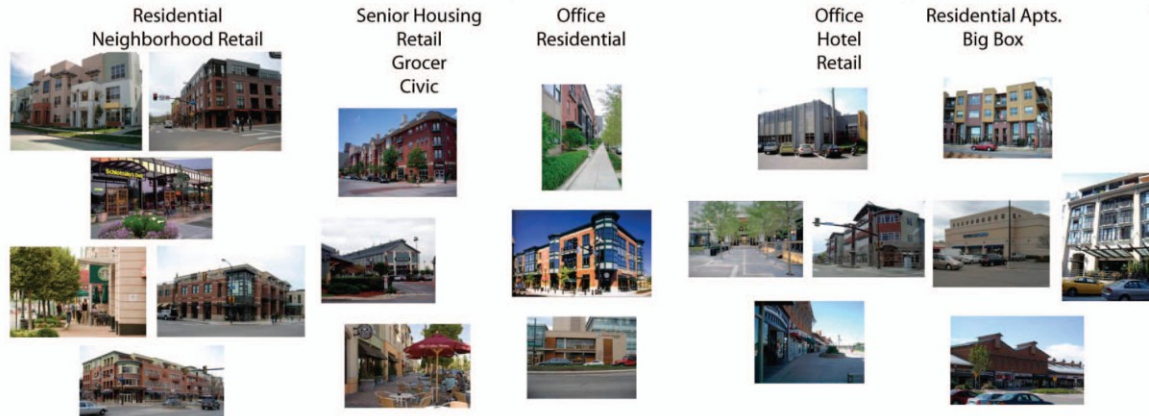 Residential
Neighborhood Retail
Senior Housing
Retail
Grocer
Civic
Office
Residential
Office
Hotel
Retail
Residential Apts.
Big Box